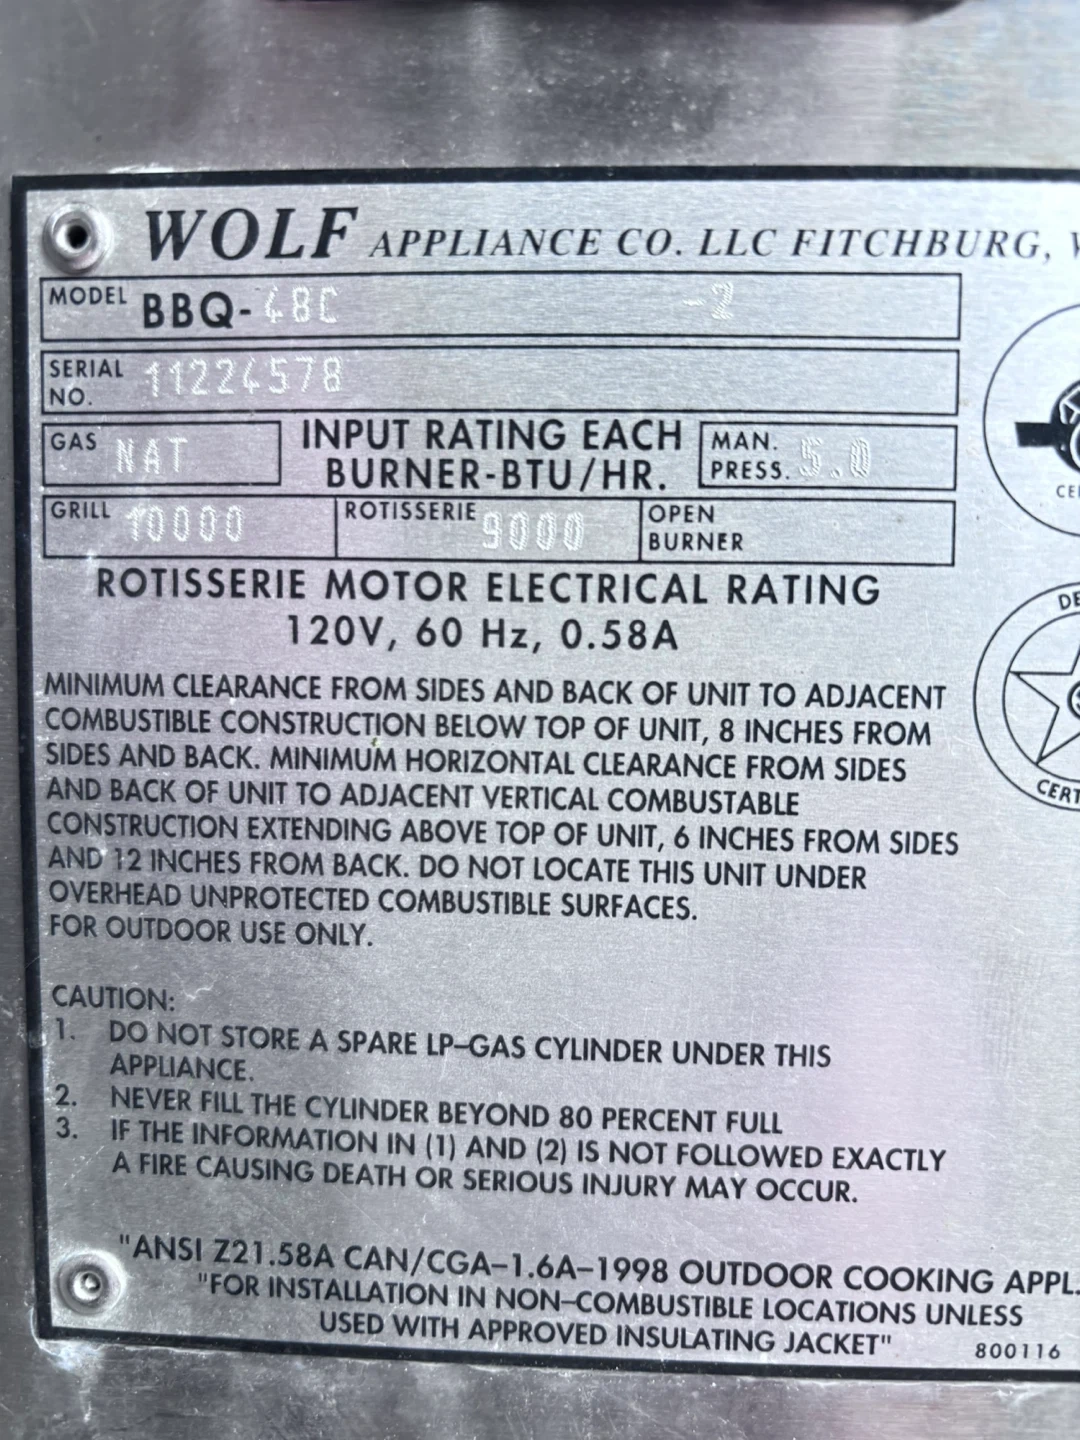 WOLF APPLIANCE CO. LLC FITCHBURG,
MODEL BBQ-48C -2
SERIAL NO. 11224578
GAS NAT
INPUT RATING EACH
BURNER-BTU/HR.
MAN. PRESS. 5.0
GRILL 10000 ROTISSERIE 9000 OPEN BURNER
ROTISSERIE MOTOR ELECTRICAL RATING
120V, 60 Hz, 0.58A
MINIMUM CLEARANCE FROM SIDES AND BACK OF UNIT TO ADJACENT
COMBUSTIBLE CONSTRUCTION BELOW TOP OF UNIT, 8 INCHES FROM
SIDES AND BACK. MINIMUM HORIZONTAL CLEARANCE FROM SIDES
AND BACK OF UNIT TO ADJACENT VERTICAL COMBUSTABLE
CONSTRUCTION EXTENDING ABOVE TOP OF UNIT, 6 INCHES FROM SIDES
AND 12 INCHES FROM BACK. DO NOT LOCATE THIS UNIT UNDER
OVERHEAD UNPROTECTED COMBUSTIBLE SURFACES.
FOR OUTDOOR USE ONLY.
CAUTION:
1. DO NOT STORE A SPARE LP-GAS CYLINDER UNDER THIS
APPLIANCE.
2. NEVER FILL THE CYLINDER BEYOND 80 PERCENT FULL
3. IF THE INFORMATION IN (1) AND (2) IS NOT FOLLOWED EXACTLY
A FIRE CAUSING DEATH OR SERIOUS INJURY MAY OCCUR.
"ANSI Z21.58A CAN/CGA-1.6A-1998 OUTDOOR COOKING APPL.
"FOR INSTALLATION IN NON-COMBUSTIBLE LOCATIONS UNLESS
USED WITH APPROVED INSULATING JACKET"
800116